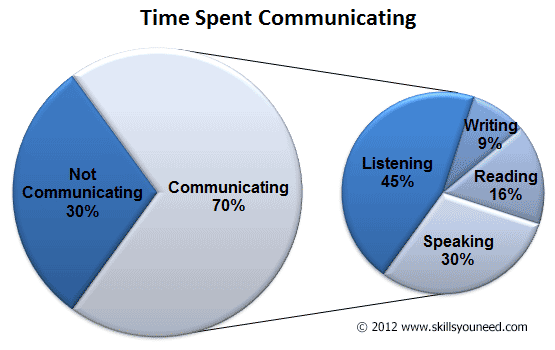 Time Spent Communicating
Not
Communicating
30%
Communicating
70%
Listening
45%
Writing
9%
Reading
16%
Speaking
30%
© 2012 www.skillsyouneed.com